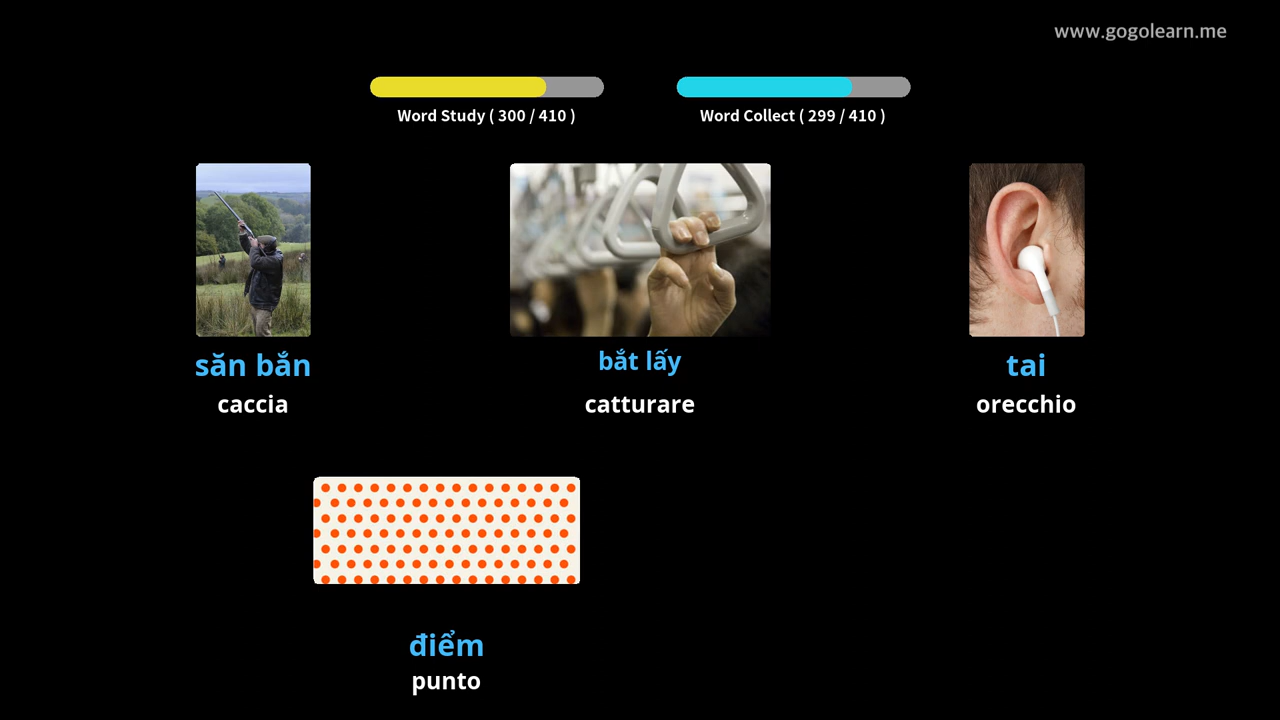 www.gogolearn.me
Word Study ( 300 / 410 )
Word Collect ( 299 / 410 )
săn bắn
caccia
bắt lấy
catturare
tai
orecchio
điểm
punto